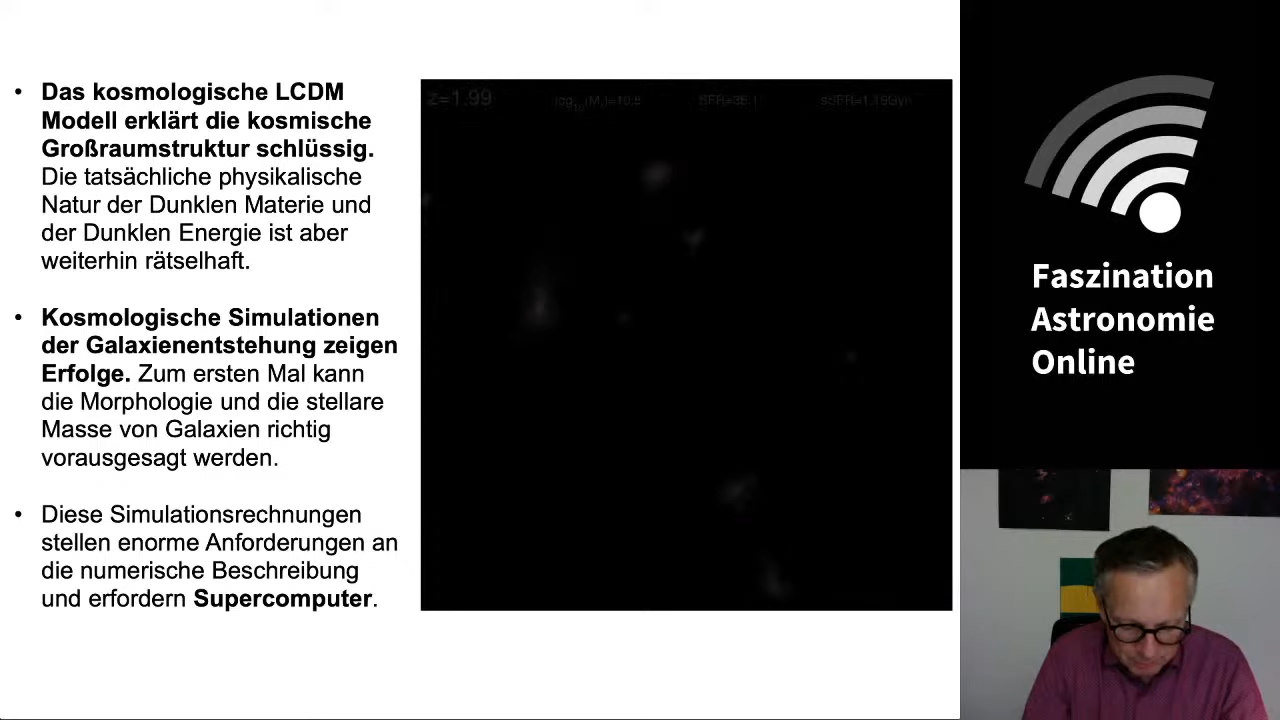 • Das kosmologische LCDM
Modell erklärt die kosmische
Großraumstruktur schlüssig.
Die tatsächliche physikalische
Natur der Dunklen Materie und
der Dunklen Energie ist aber
weiterhin rätselhaft.
• Kosmologische Simulationen
der Galaxienentstehung zeigen
Erfolge. Zum ersten Mal kann
die Morphologie und die stellare
Masse von Galaxien richtig
vorausgesagt werden.
• Diese Simulationsrechnungen
stellen enorme Anforderungen an
die numerische Beschreibung
und erfordern Supercomputer.
z=1.99
Faszination
Astronomie
Online